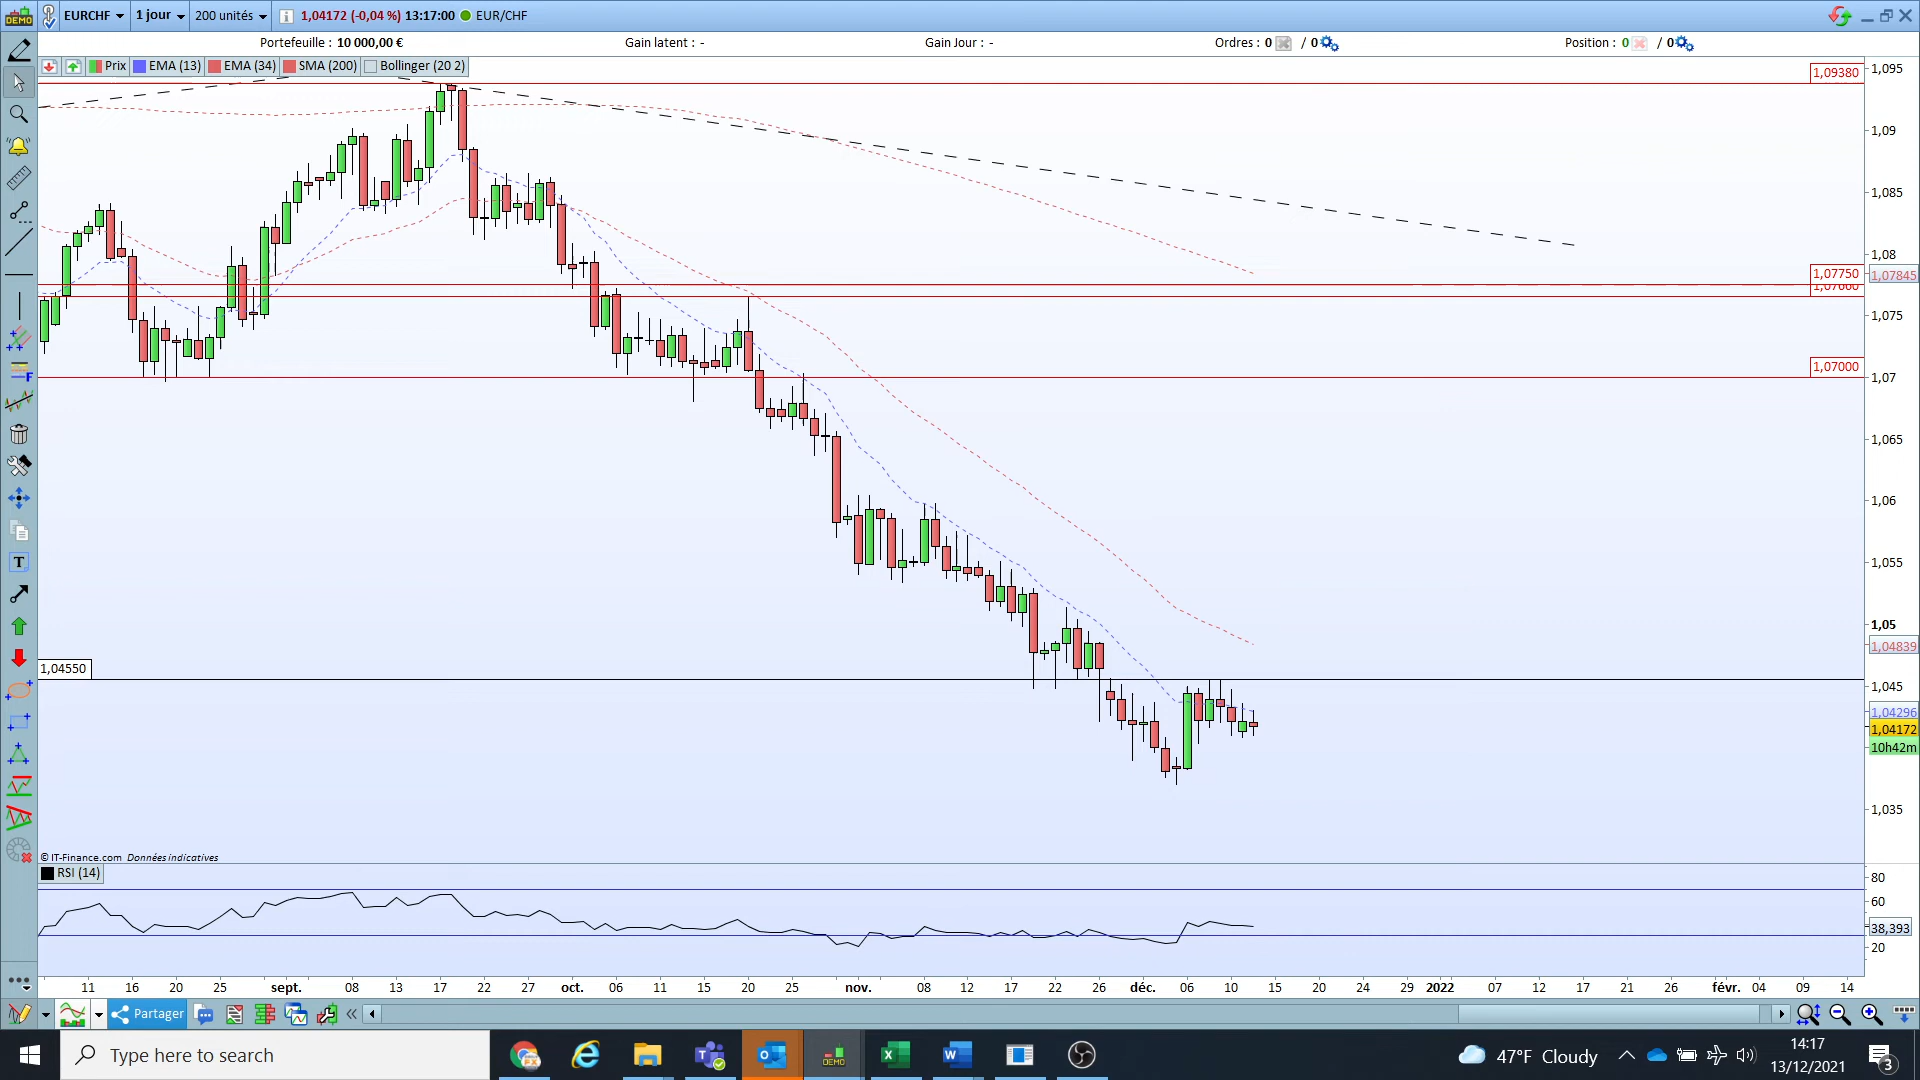 DEMO EURCHF 1 jour 200 unités i 1,04172 (-0,04 %) 13:17:00 EUR/CHF
Portefeuille : 10 000,00 € Gain latent : - Gain Jour : - Ordres : 0 / 0 Position : 0 / 0
Prix EMA (13) EMA (34) SMA (200) Bollinger (20 2)
1,095
1,09380
1,09
1,085
1,08
1,07750
1,07845
1,075
1,07000
1,07
1,065
1,06
1,055
1,05
1,04839
1,04550
1,045
1,04296
1,04172
10h42m
1,035
© IT-Finance.com Données indicatives
RSI (14)
80
60
38,393
20
11 16 20 25 sept. 08 13 17 22 27 oct. 06 11 15 20 25 nov. 08 12 17 22 26 déc. 06 10 15 20 24 29 2022 07 12 17 21 26 févr. 04 09 14
Partager
Type here to search
DEMO
47°F Cloudy
14:17
13/12/2021
3